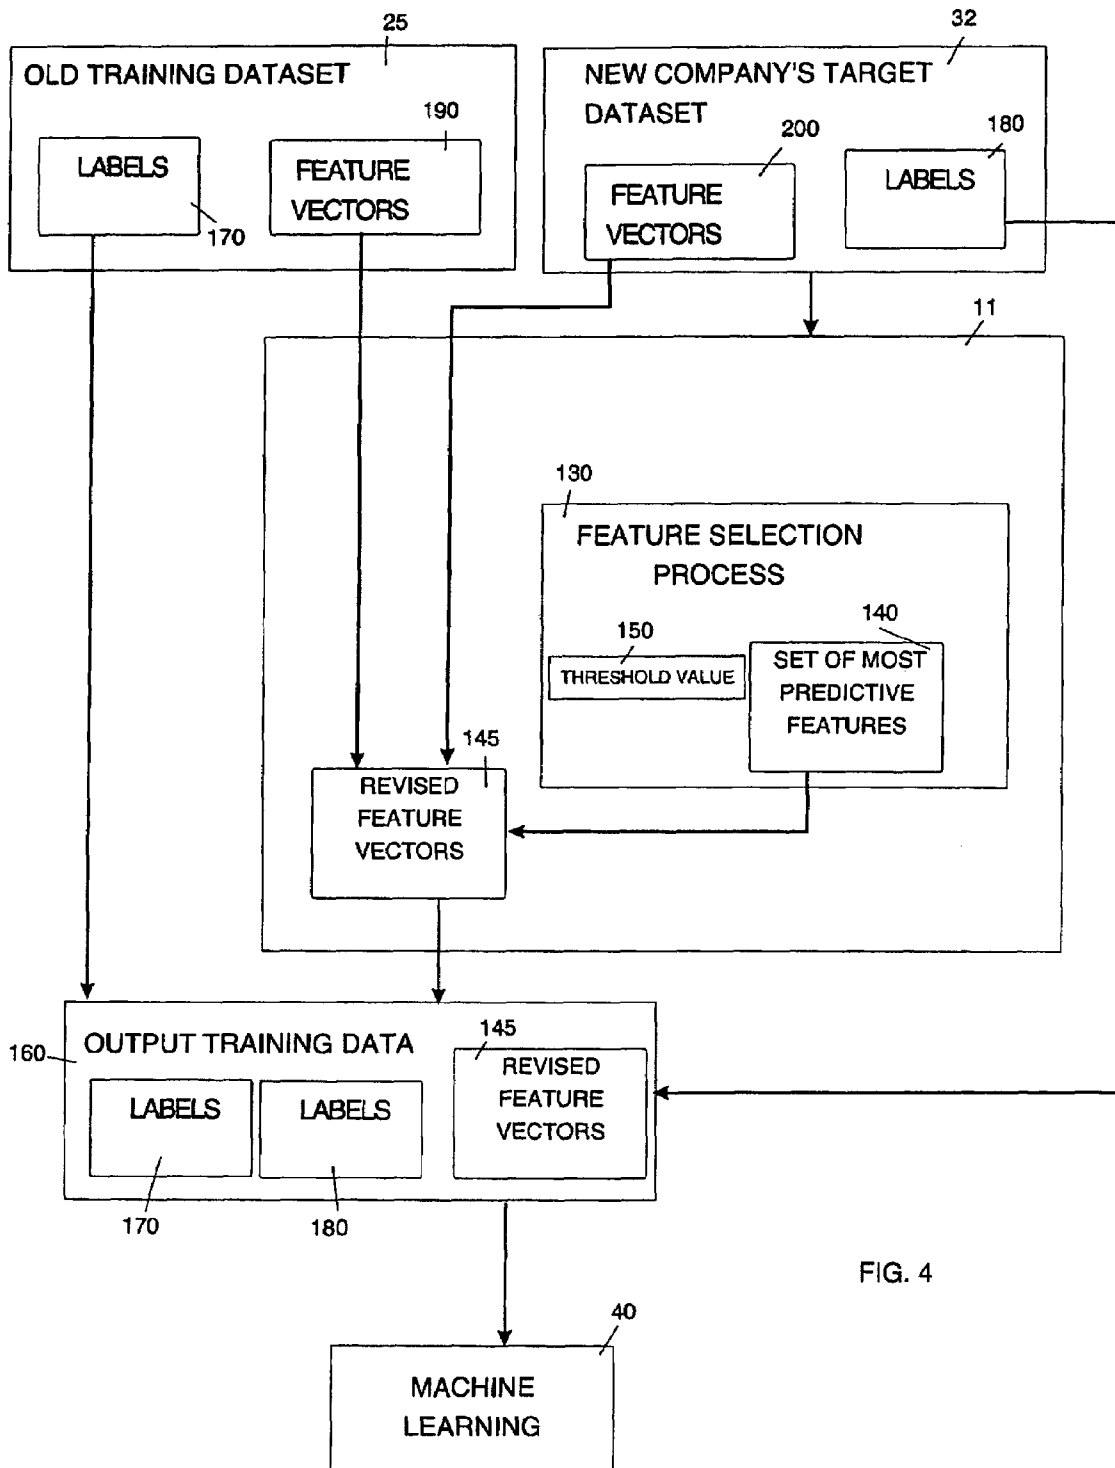 25
OLD TRAINING DATASET
LABELS
170
190
FEATURE
VECTORS
32
NEW COMPANY'S TARGET
DATASET
200
FEATURE
VECTORS
180
LABELS
11
130
FEATURE SELECTION
PROCESS
150
THRESHOLD VALUE
140
SET OF MOST
PREDICTIVE
FEATURES
145
REVISED
FEATURE
VECTORS
160
OUTPUT TRAINING DATA
LABELS
170
LABELS
180
145
REVISED
FEATURE
VECTORS
FIG. 4
40
MACHINE
LEARNING